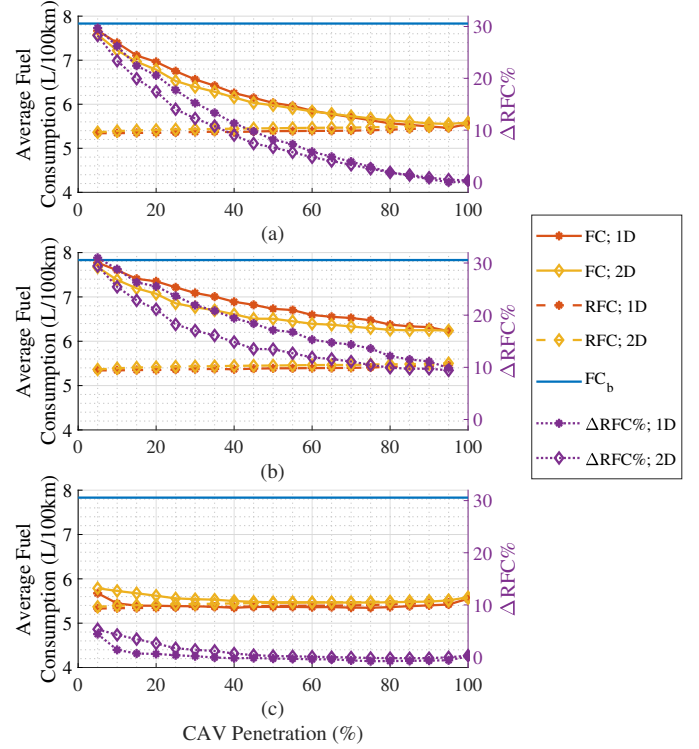 8
7
6
5
4
Average Fuel
Consumption (L/100km)
30
20
10
0
ΔRFC%
0
20
40
60
80
100
(a)
8
7
6
5
4
Average Fuel
Consumption (L/100km)
30
20
10
0
ΔRFC%
0
20
40
60
80
100
(b)
8
7
6
5
4
Average Fuel
Consumption (L/100km)
30
20
10
0
ΔRFC%
0
20
40
60
80
100
(c)
CAV Penetration (%)
FC; 1D
FC; 2D
RFC; 1D
RFC; 2D
FC_b
ΔRFC%; 1D
ΔRFC%; 2D